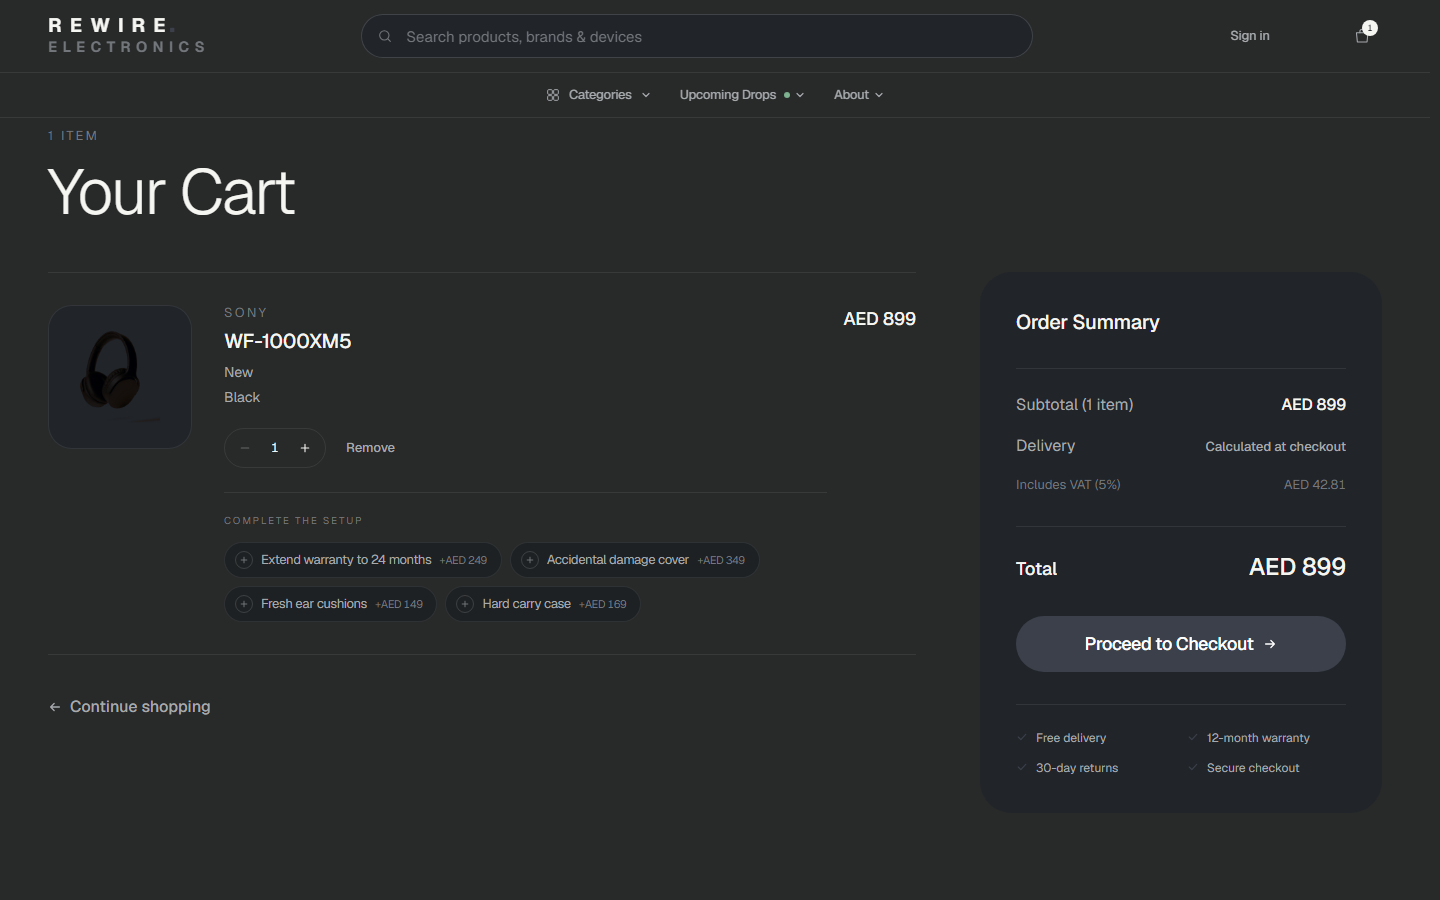 REWIRE.
ELECTRONICS
Search products, brands & devices
Sign in
1
Categories
Upcoming Drops
About
1 ITEM
Your Cart
SONY
WF-1000XM5
AED 899
New
Black
1
Remove
COMPLETE THE SETUP
Extend warranty to 24 months +AED 249
Accidental damage cover +AED 349
Fresh ear cushions +AED 149
Hard carry case +AED 169
Continue shopping
Order Summary
Subtotal (1 item) AED 899
Delivery Calculated at checkout
Includes VAT (5%) AED 42.81
Total AED 899
Proceed to Checkout
Free delivery
12-month warranty
30-day returns
Secure checkout